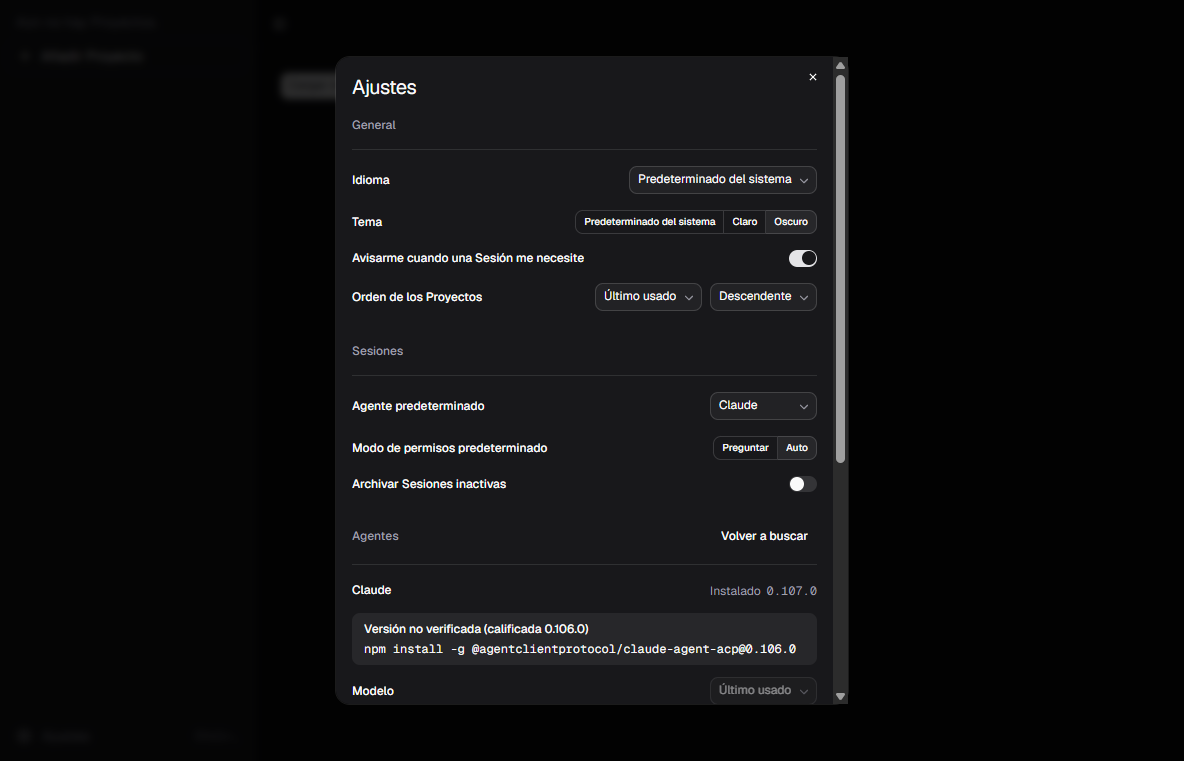 Ajustes
General
Idioma
Predeterminado del sistema
Tema
Predeterminado del sistema
Claro
Oscuro
Avisarme cuando una Sesión me necesite
Orden de los Proyectos
Último usado
Descendente
Sesiones
Agente predeterminado
Claude
Modo de permisos predeterminado
Preguntar
Auto
Archivar Sesiones inactivas
Agentes
Volver a buscar
Claude
Instalado 0.107.0
Versión no verificada (calificada 0.106.0)
npm install -g @agentclientprotocol/claude-agent-acp@0.106.0
Modelo
Último usado